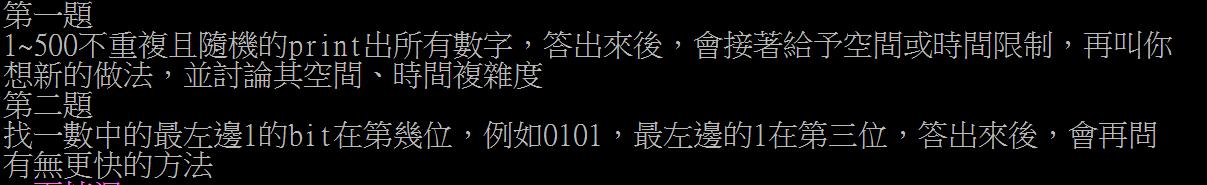 第一題
1~500不重複且隨機的print出所有數字，答出來後，會接著給予空間或時間限制，再叫你
想新的做法，並討論其空間、時間複雜度
第二題
找一數中的最左邊1的bit在第幾位，例如0101，最左邊的1在第三位，答出來後，會再問
有無更快的方法